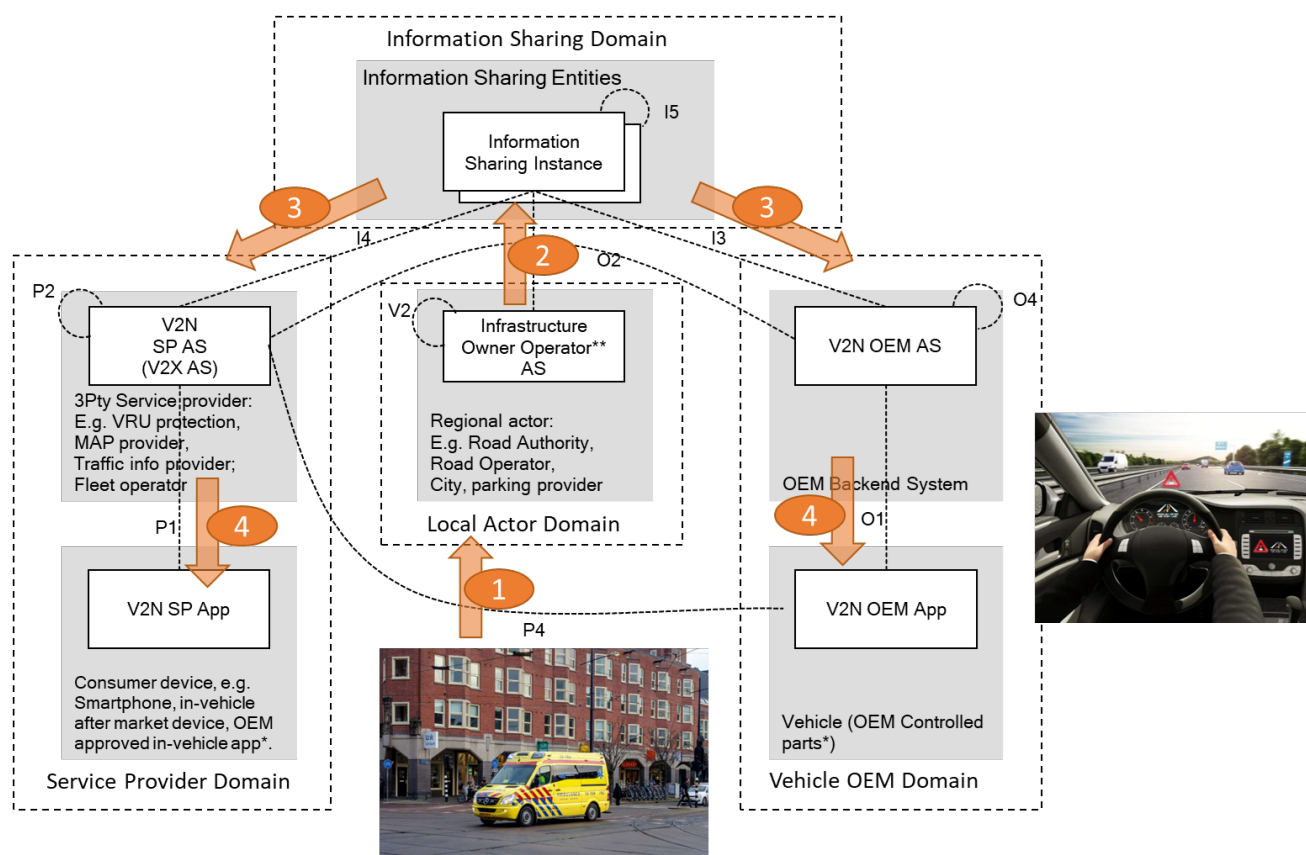 Information Sharing Domain
Information Sharing Entities
I5
Information
Sharing Instance
3
3
I4
I3
2
O2
P2
V2N
SP AS
(V2X AS)
3Pty Service provider:
E.g. VRU protection,
MAP provider,
Traffic info provider;
Fleet operator
V2
Infrastructure
Owner Operator**
AS
Regional actor:
E.g. Road Authority,
Road Operator,
City, parking provider
Local Actor Domain
O4
V2N OEM AS
OEM Backend System
4
P1
4
O1
1
P4
V2N SP App
Consumer device, e.g.
Smartphone, in-vehicle
after market device, OEM
approved in-vehicle app*.
Service Provider Domain
V2N OEM App
Vehicle (OEM Controlled
parts*)
Vehicle OEM Domain